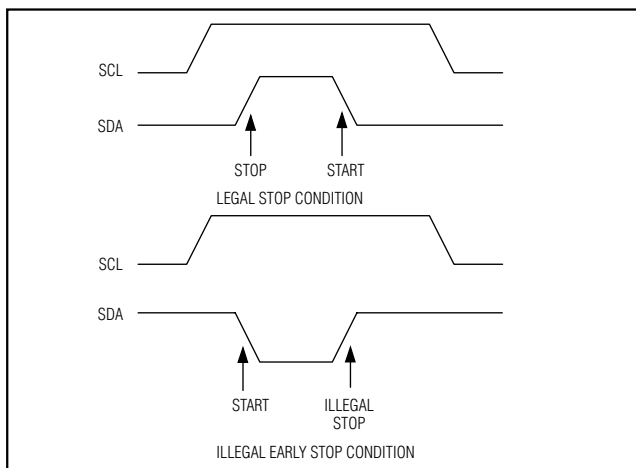 SCL
SDA
STOP START
LEGAL STOP CONDITION
SCL
SDA
START ILLEGAL
STOP
ILLEGAL EARLY STOP CONDITION